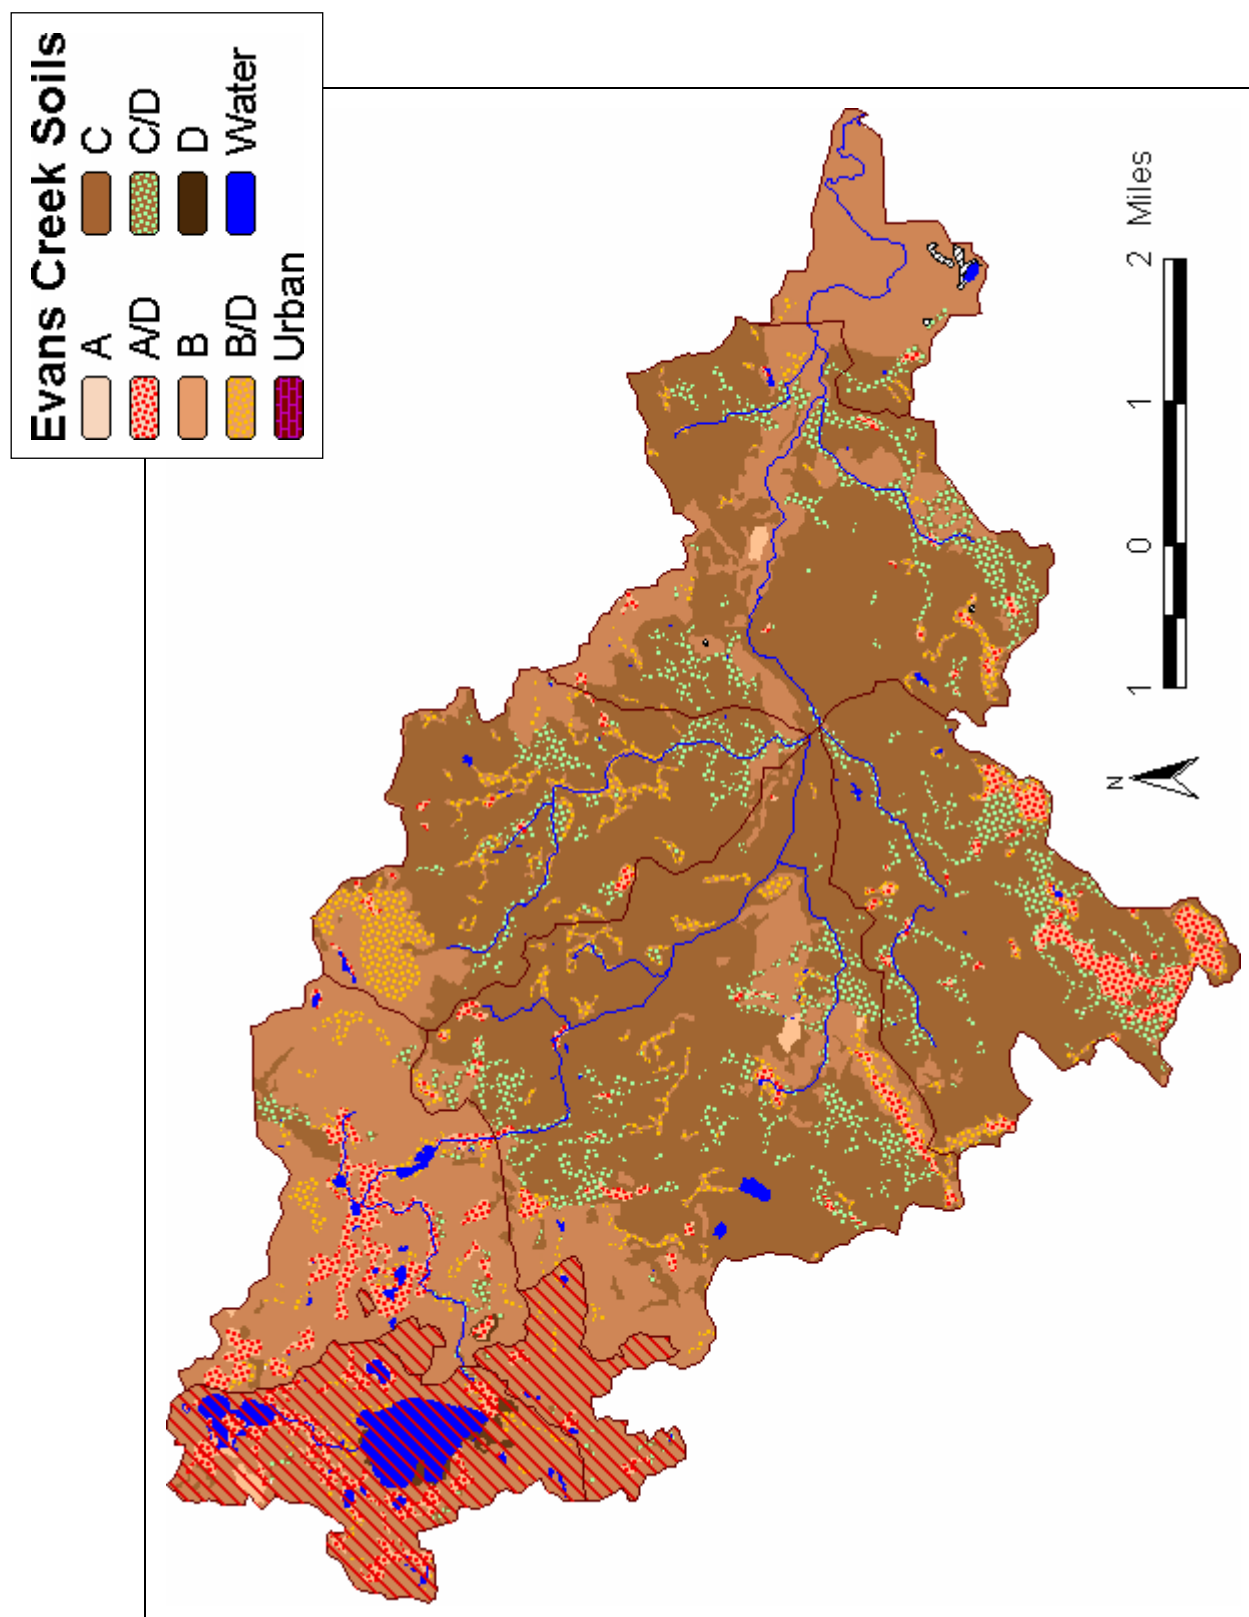 Evans Creek Soils
A C
A/D C/D
B D
B/D Water
Urban
1 0 1 2 Miles
N